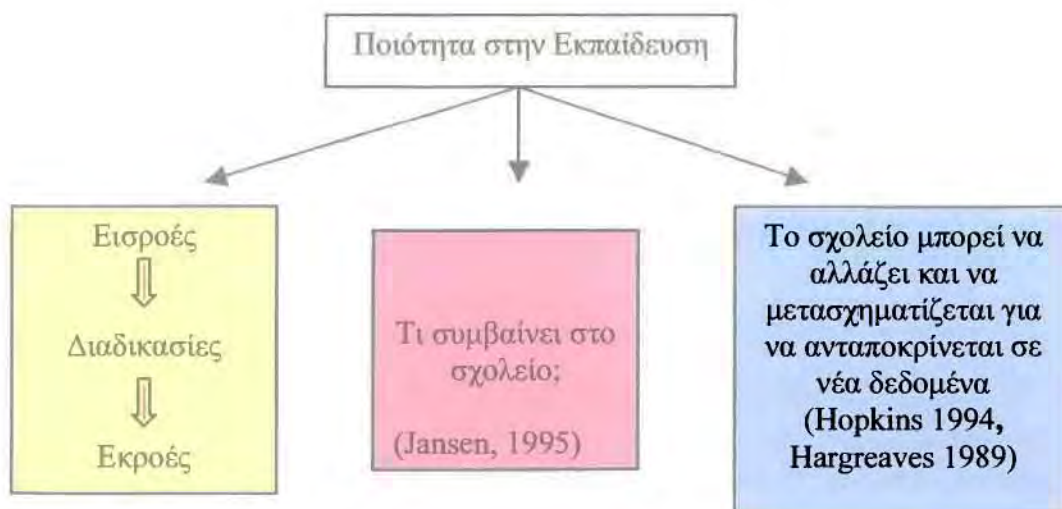 Ποιότητα στην Εκπαίδευση
Εισροές
Διαδικασίες
Εκροές
Τι συμβαίνει στο
σχολείο;
(Jansen, 1995)
Το σχολείο μπορεί να
αλλάζει και να
μετασχηματίζεται για
να ανταποκρίνεται σε
νέα δεδομένα
(Hopkins 1994,
Hargreaves 1989)